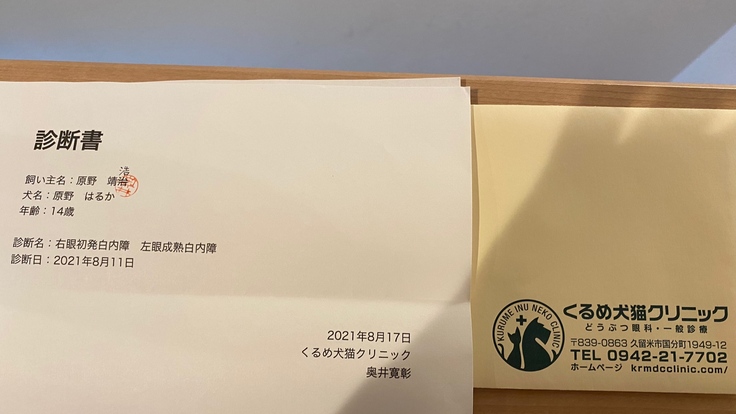 診断書
浩
飼い主名：原野　靖治
犬名：原野　はるか
年齢：14歳
診断名：右眼初発白内障　左眼成熟白内障
診断日：2021年8月11日
2021年8月17日
くるめ犬猫クリニック
奥井寛彰
KURUME INU NEKO CLINIC
くるめ犬猫クリニック
どうぶつ眼科・一般診療
〒839-0863 久留米市国分町1949-12
TEL 0942-21-7702
ホームページ　krmdcclinic.com/